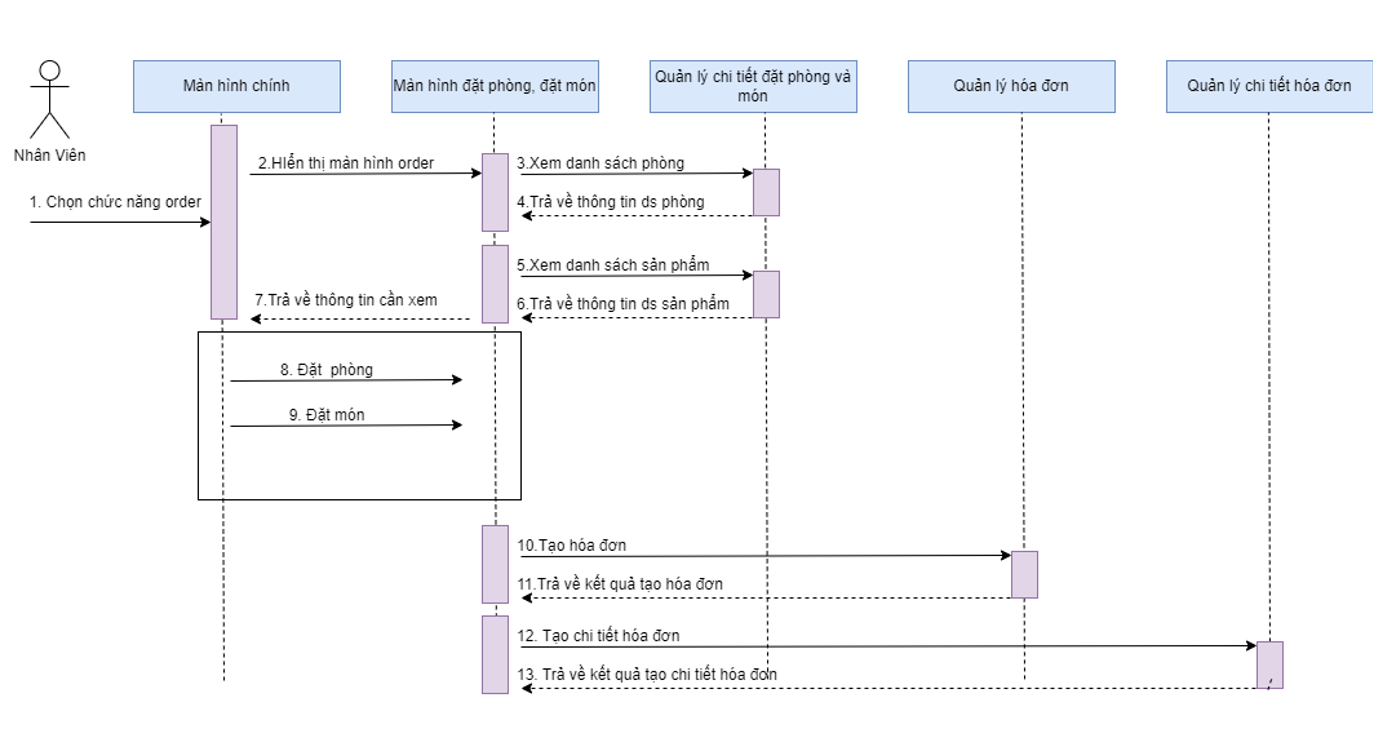 Màn hình chính
Màn hình đặt phòng, đặt món
Quản lý chi tiết đặt phòng và
món
Quản lý hóa đơn
Quản lý chi tiết hóa đơn
Nhân Viên
2.HIển thị màn hình order
3.Xem danh sách phòng
1. Chọn chức năng order
4.Trả về thông tin ds phòng
5.Xem danh sách sản phẩm
7.Trả về thông tin cần xem
6.Trả về thông tin ds sản phẩm
8. Đặt phòng
9. Đặt món
10.Tạo hóa đơn
11.Trả về kết quả tạo hóa đơn
12. Tạo chi tiết hóa đơn
13. Trả về kết quả tạo chi tiết hóa đơn